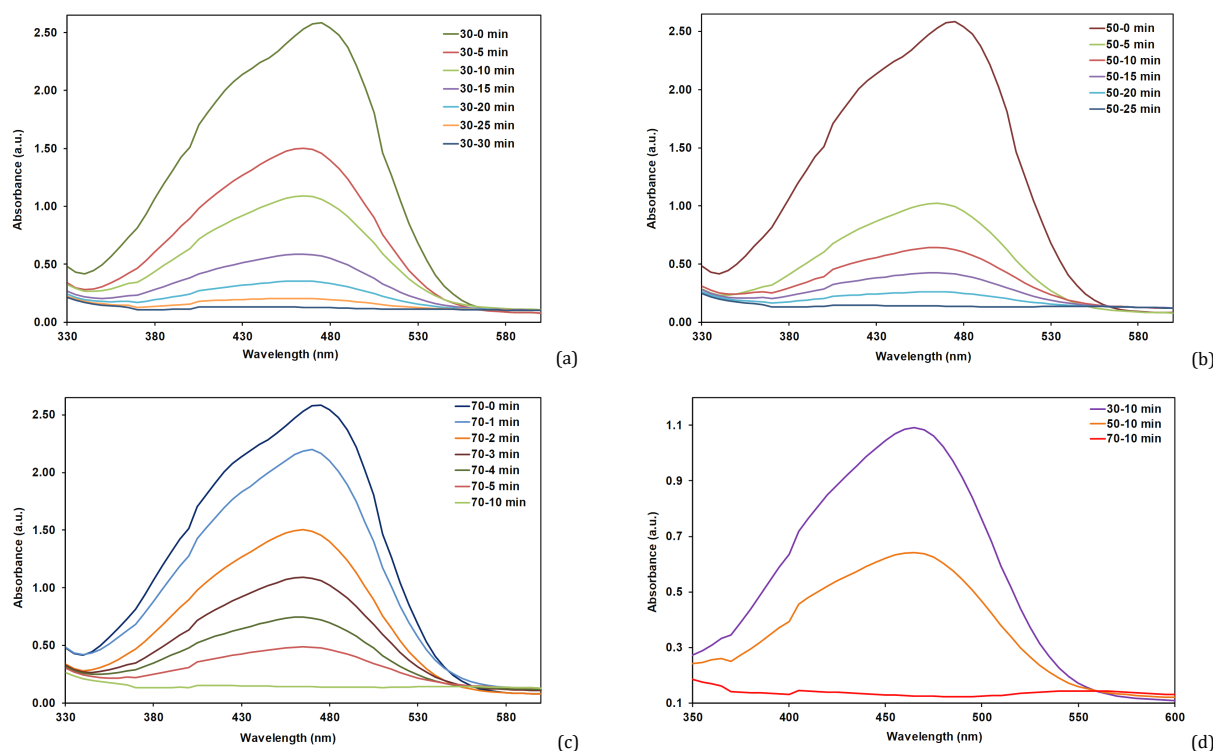 2.50
2.00
1.50
1.00
0.50
0.00
Absorbance (a.u.)
330 380 430 480 530 580
Wavelength (nm)
30-0 min
30-5 min
30-10 min
30-15 min
30-20 min
30-25 min
30-30 min
(a)
2.50
2.00
1.50
1.00
0.50
0.00
Absorbance (a.u.)
330 380 430 480 530 580
Wavelength (nm)
50-0 min
50-5 min
50-10 min
50-15 min
50-20 min
50-25 min
(b)
2.50
2.00
1.50
1.00
0.50
0.00
Absorbance (a.u.)
330 380 430 480 530 580
Wavelength (nm)
70-0 min
70-1 min
70-2 min
70-3 min
70-4 min
70-5 min
70-10 min
(c)
1.1
0.9
0.7
0.5
0.3
0.1
Absorbance (a.u.)
350 400 450 500 550 600
Wavelength (nm)
30-10 min
50-10 min
70-10 min
(d)